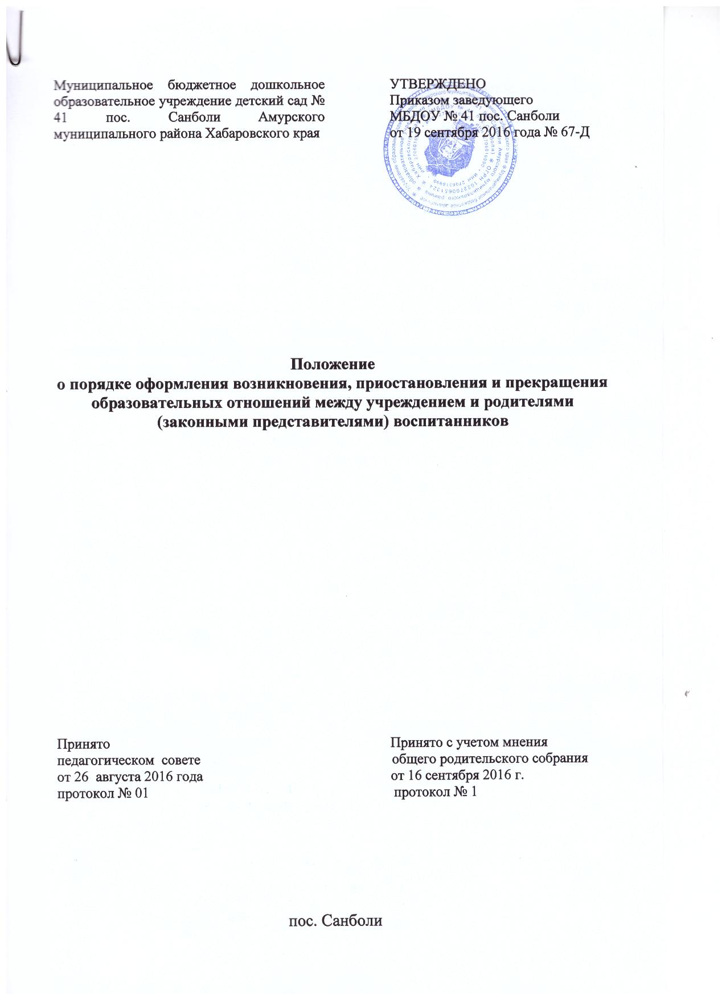 Муниципальное бюджетное дошкольное
образовательное учреждение детский сад №
41 пос. Санболи Амурского
муниципального района Хабаровского края
УТВЕРЖДЕНО
Приказом заведующего
МБДОУ № 41 пос. Санболи
от 19 сентября 2016 года № 67-Д
Положение
о порядке оформления возникновения, приостановления и прекращения
образовательных отношений между учреждением и родителями
(законными представителями) воспитанников
Принято
педагогическом совете
от 26 августа 2016 года
протокол № 01
Принято с учетом мнения
общего родительского собрания
от 16 сентября 2016 г.
протокол № 1
пос. Санболи